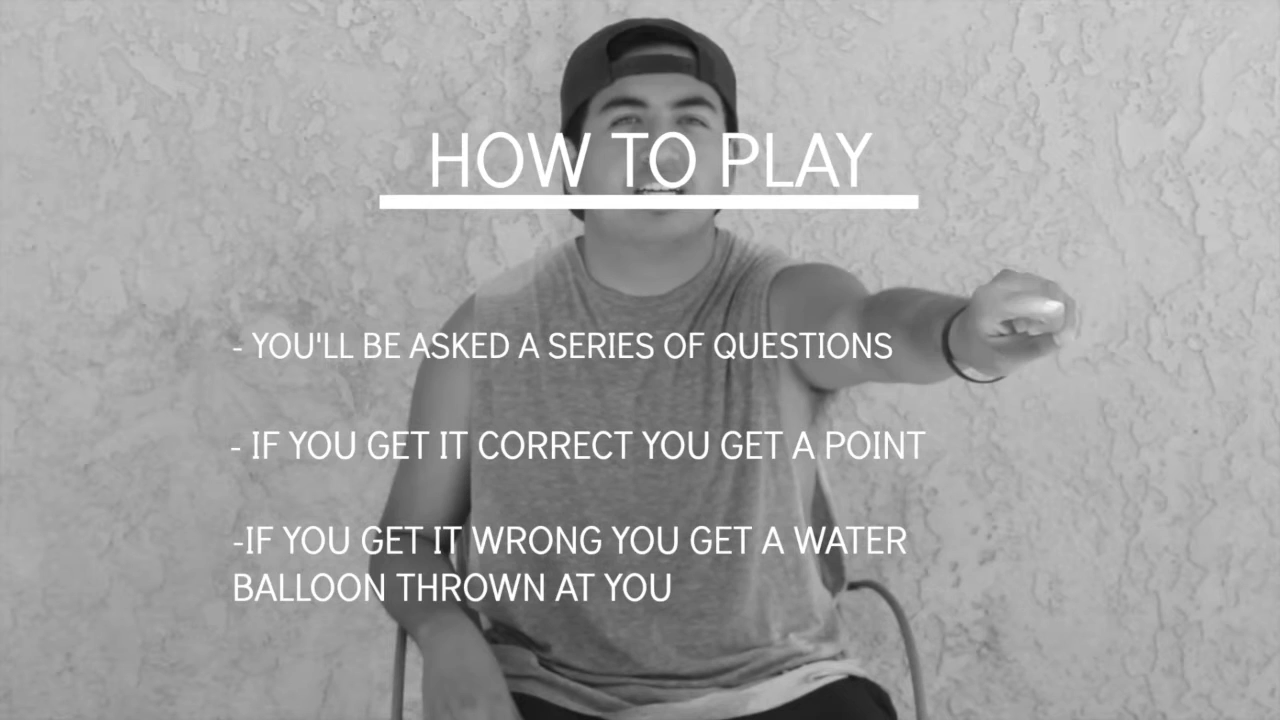 HOW TO PLAY
- YOU'LL BE ASKED A SERIES OF QUESTIONS
- IF YOU GET IT CORRECT YOU GET A POINT
-IF YOU GET IT WRONG YOU GET A WATER
BALLOON THROWN AT YOU